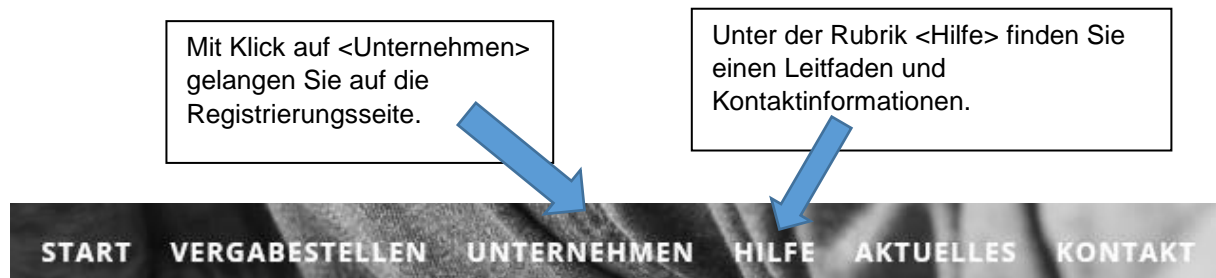 Mit Klick auf <Unternehmen>
gelangen Sie auf die
Registrierungsseite.
Unter der Rubrik <Hilfe> finden Sie
einen Leitfaden und
Kontaktinformationen.
START VERGABESTELLEN UNTERNEHMEN HILFE AKTUELLES KONTAKT